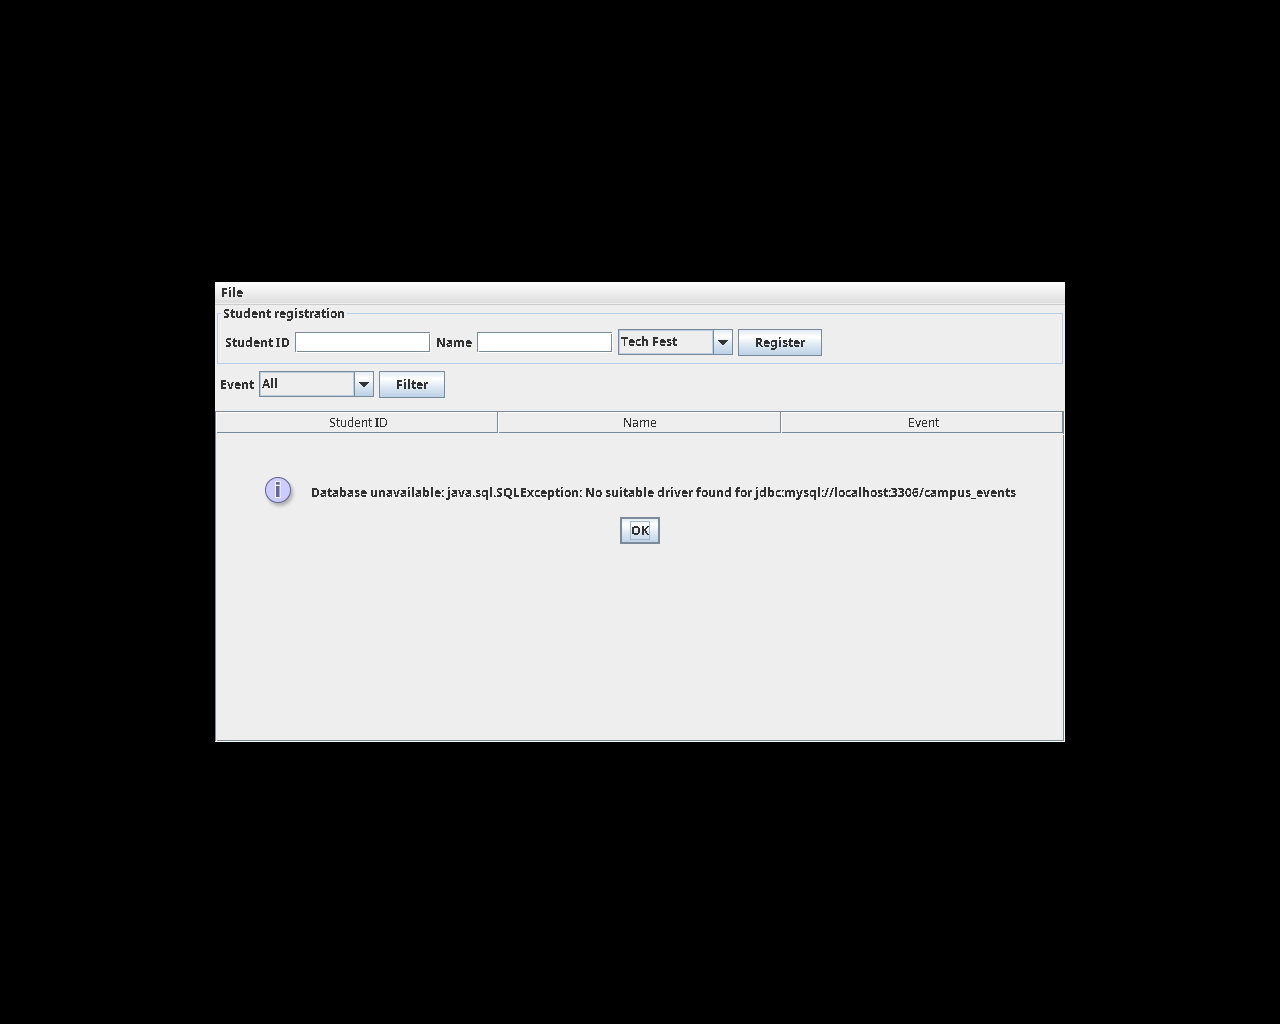 File
Student registration
Student ID Name Tech Fest Register
Event All Filter
Student ID Name Event
Database unavailable: java.sql.SQLException: No suitable driver found for jdbc:mysql://localhost:3306/campus_events
OK